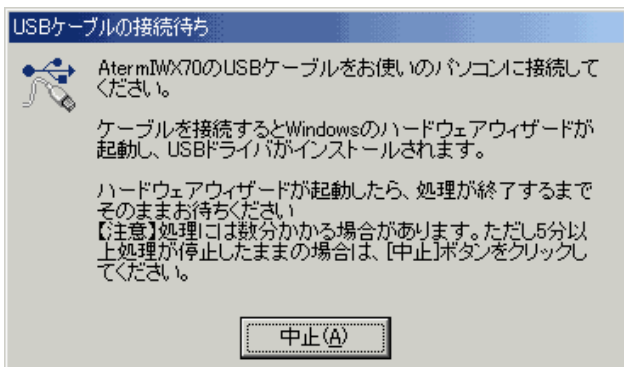 USBケーブルの接続待ち
AtermIWX70のUSBケーブルをお使いのパソコンに接続して
ください。
ケーブルを接続するとWindowsのハードウェアウィザードが
起動し、USBドライバがインストールされます。
ハードウェアウィザードが起動したら、処理が終了するまで
そのままお待ちください
【注意】処理には数分かかる場合があります。ただし5分以
上処理が停止したままの場合は、[中止]ボタンをクリックし
てください。
中止(A)